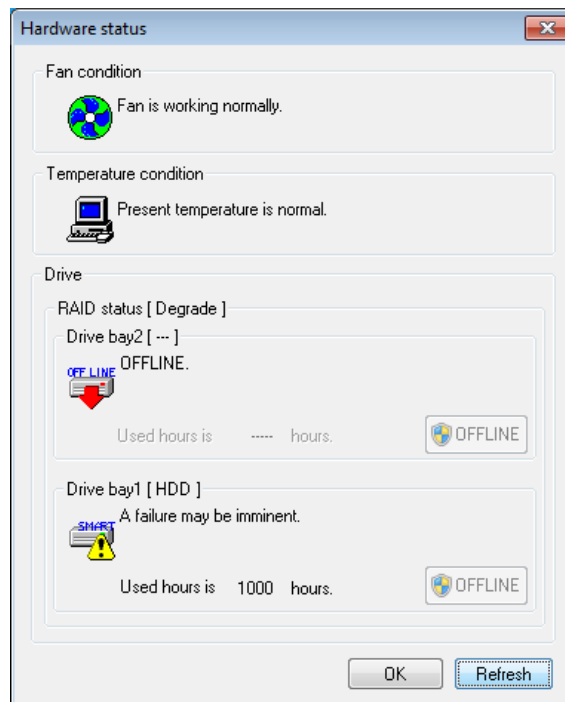 Hardware status
Fan condition
Fan is working normally.
Temperature condition
Present temperature is normal.
Drive
RAID status [ Degrade ]
Drive bay2 [ --- ]
OFF LINE
OFFLINE.
Used hours is ----- hours.
OFFLINE
Drive bay1 [ HDD ]
SMART
A failure may be imminent.
Used hours is 1000 hours.
OFFLINE
OK
Refresh